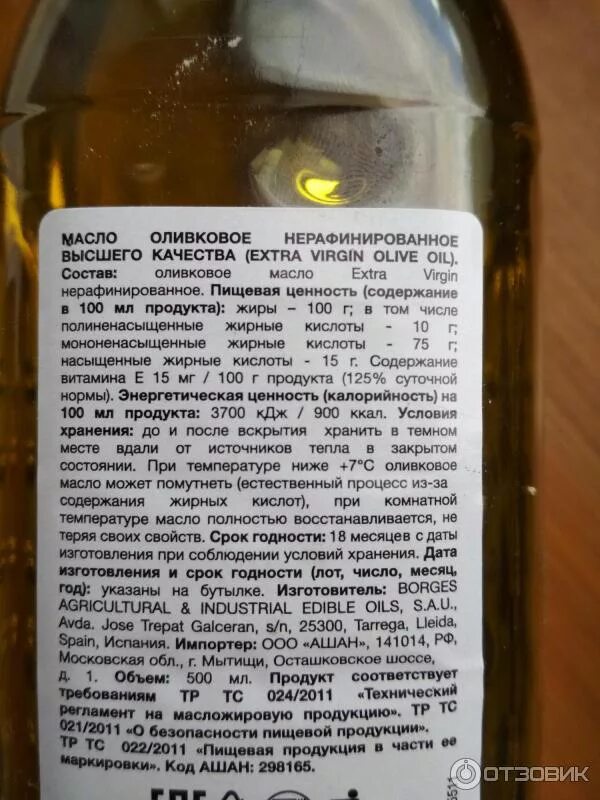 МАСЛО ОЛИВКОВОЕ НЕРАФИНИРОВАННОЕ
ВЫСШЕГО КАЧЕСТВА (EXTRA VIRGIN OLIVE OIL).
Состав: оливковое масло Extra Virgin
нерафинированное. Пищевая ценность (содержание
в 100 мл продукта): жиры – 100 г; в том числе
полиненасыщенные жирные кислоты - 10 г;
мононенасыщенные жирные кислоты - 75 г;
насыщенные жирные кислоты - 15 г. Содержание
витамина Е 15 мг / 100 г продукта (125% суточной
нормы). Энергетическая ценность (калорийность) на
100 мл продукта: 3700 кДж / 900 ккал. Условия
хранения: до и после вскрытия хранить в темном
месте вдали от источников тепла в закрытом
состоянии. При температуре ниже +7°С оливковое
масло может помутнеть (естественный процесс из-за
содержания жирных кислот), при комнатной
температуре масло полностью восстанавливается, не
теряя своих свойств. Срок годности: 18 месяцев с даты
изготовления при соблюдении условий хранения. Дата
изготовления и срок годности (лот, число, месяц,
год): указаны на бутылке. Изготовитель: BORGES
AGRICULTURAL & INDUSTRIAL EDIBLE OILS, S.A.U.,
Avda. Jose Trepat Galceran, s/n, 25300, Tarrega, Lleida,
Spain, Испания. Импортер: ООО «АШАН», 141014, РФ,
Московская обл., г. Мытищи, Осташковское шоссе,
д. 1. Объем: 500 мл. Продукт соответствует
требованиям ТР ТС 024/2011 «Технический
регламент на масложировую продукцию». ТР ТС
021/2011 «О безопасности пищевой продукции».
ТР ТС 022/2011 «Пищевая продукция в части ее
маркировки». Код АШАН: 298165.
ОТЗОВИК